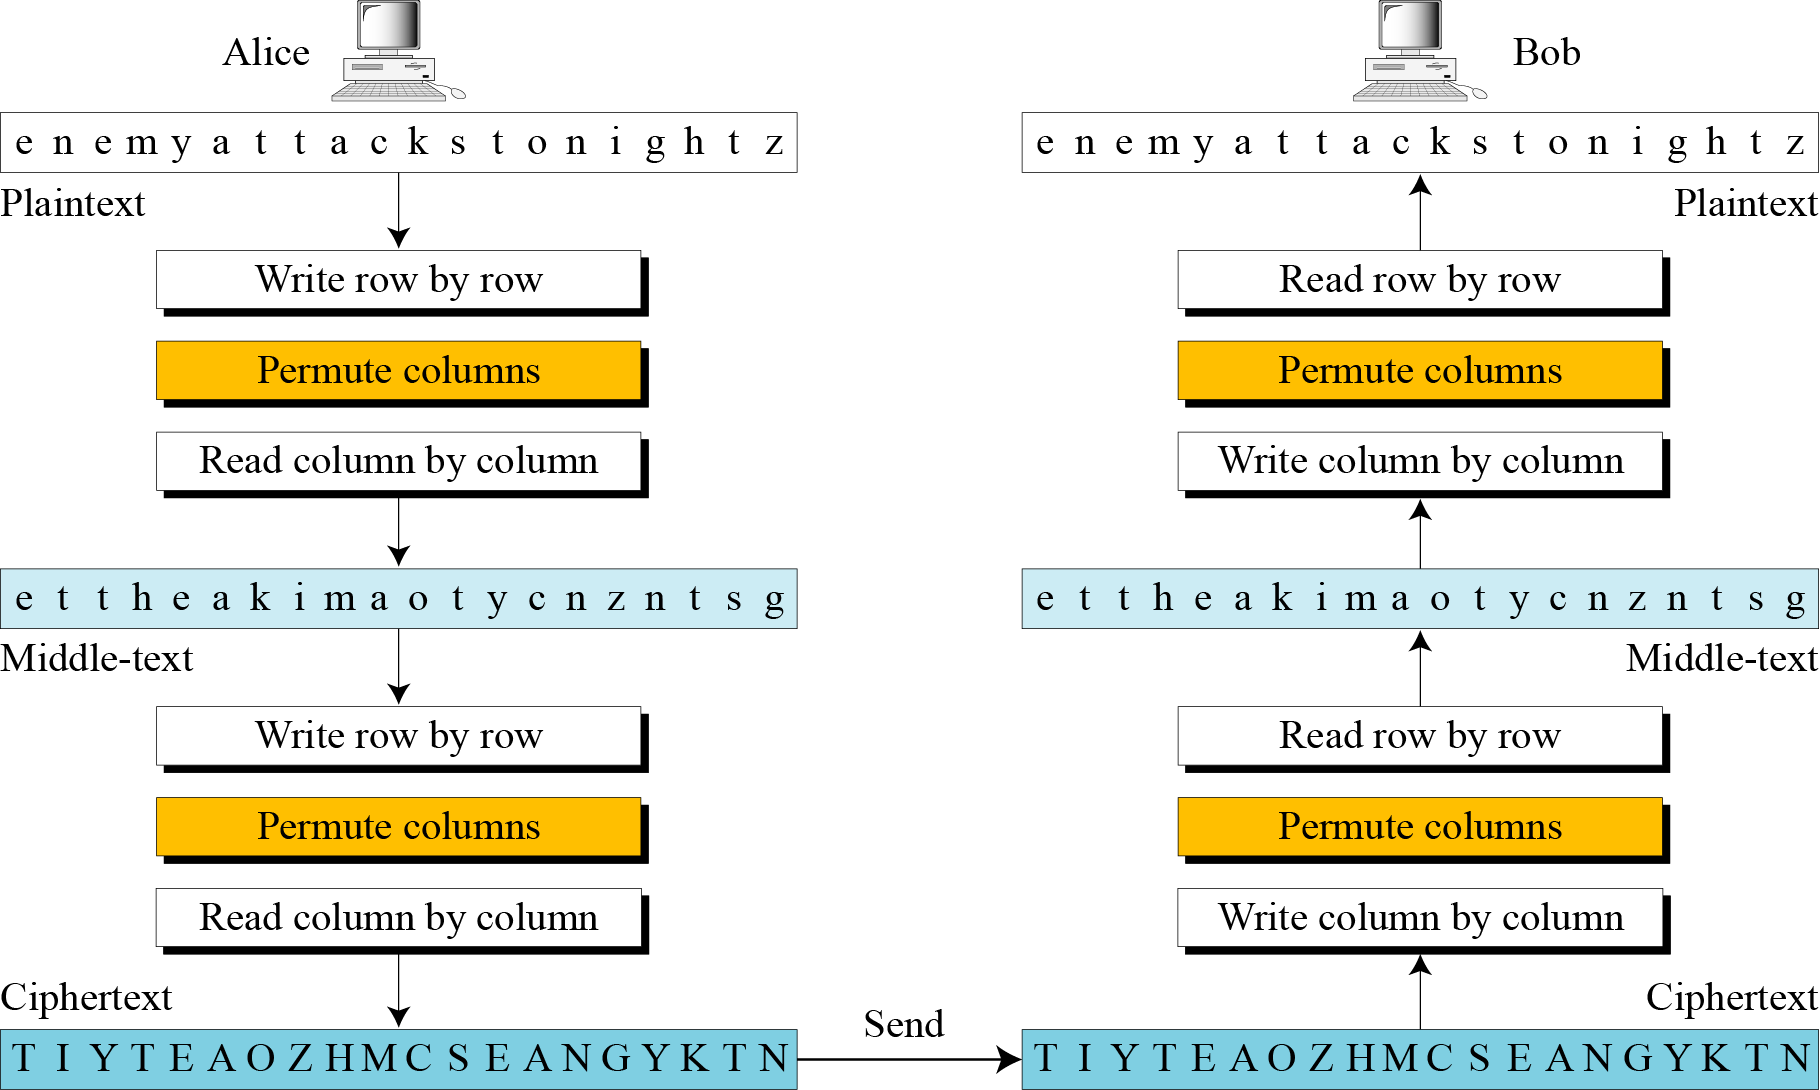 Alice
e n e m y a t t a c k s t o n i g h t z
Plaintext
Write row by row
Permute columns
Read column by column
e t t h e a k i m a o t y c n z n t s g
Middle-text
Write row by row
Permute columns
Read column by column
Ciphertext
T I Y T E A O Z H M C S E A N G Y K T N
Send
Bob
e n e m y a t t a c k s t o n i g h t z
Plaintext
Read row by row
Permute columns
Write column by column
e t t h e a k i m a o t y c n z n t s g
Middle-text
Read row by row
Permute columns
Write column by column
Ciphertext
T I Y T E A O Z H M C S E A N G Y K T N